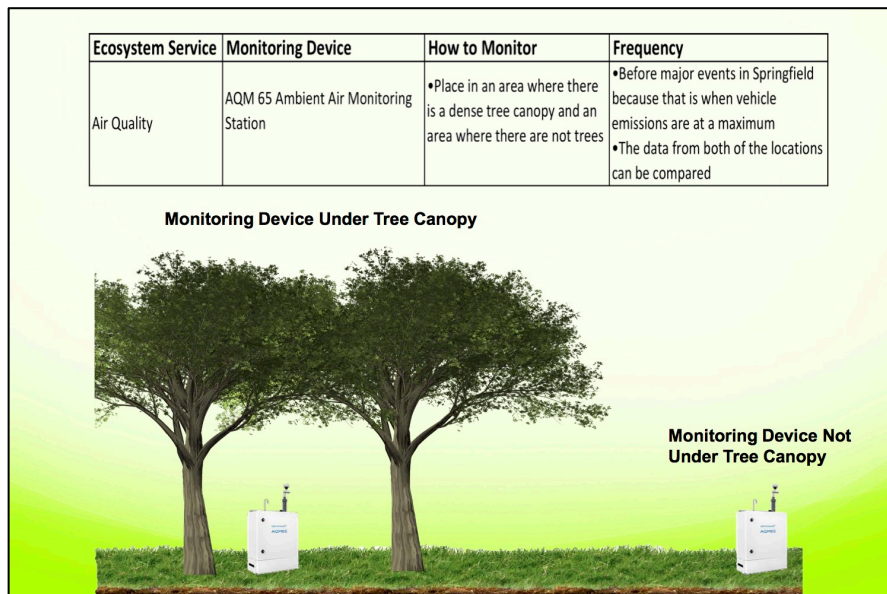 Ecosystem Service Monitoring Device How to Monitor Frequency
Air Quality
AQM 65 Ambient Air Monitoring
Station
•Place in an area where there
is a dense tree canopy and an
area where there are not trees
•Before major events in Springfield
because that is when vehicle
emissions are at a maximum
•The data from both of the locations
can be compared
Monitoring Device Under Tree Canopy
Monitoring Device Not
Under Tree Canopy